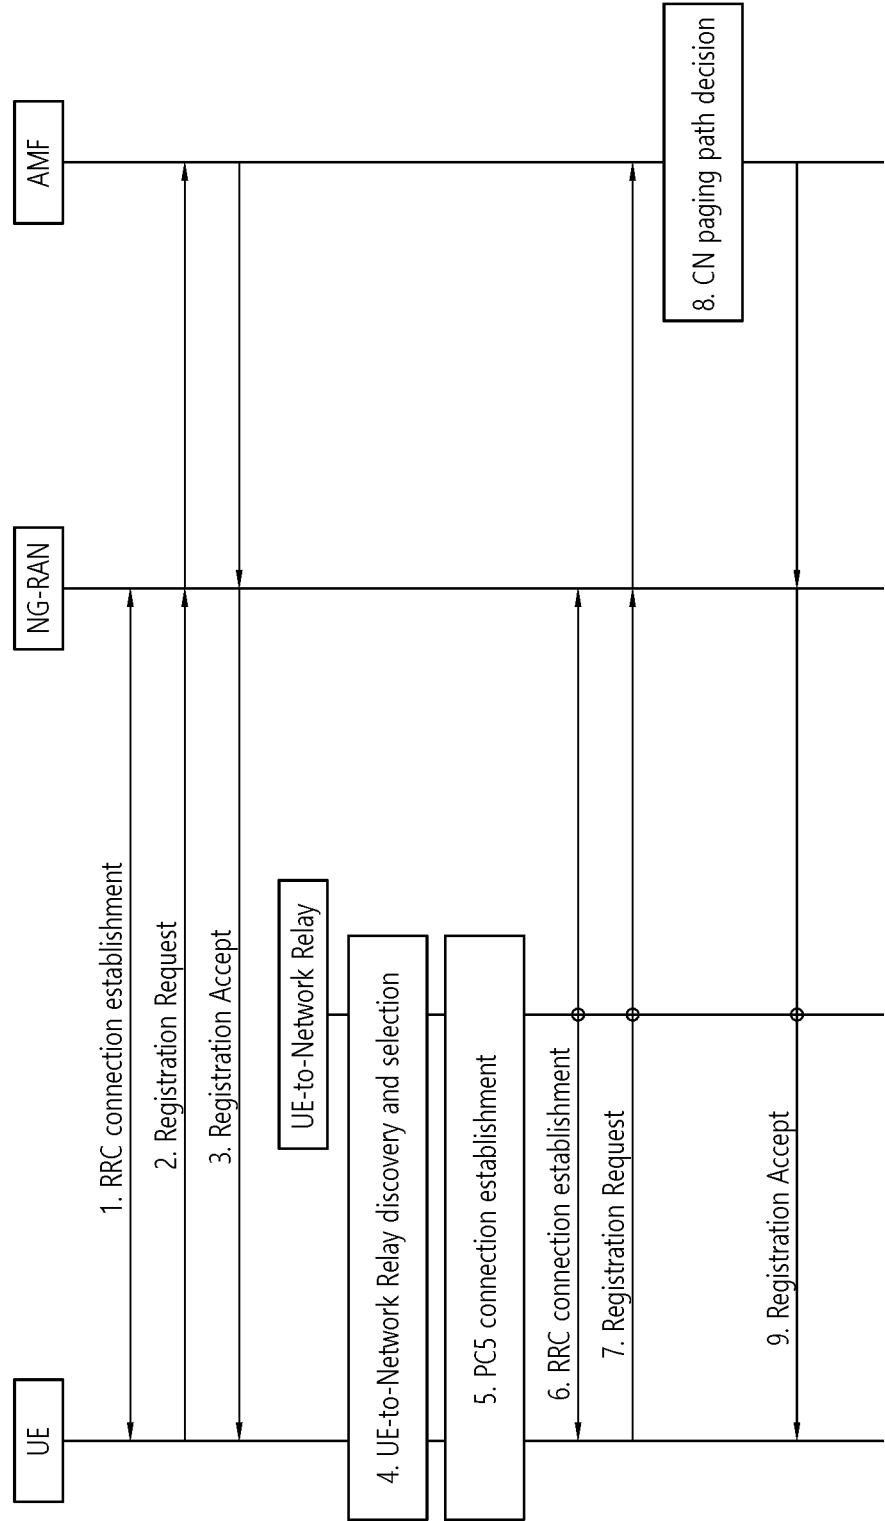 UE
NG-RAN
AMF
1. RRC connection establishment
2. Registration Request
3. Registration Accept
UE-to-Network Relay
4. UE-to-Network Relay discovery and selection
5. PC5 connection establishment
6. RRC connection establishment
7. Registration Request
8. CN paging path decision
9. Registration Accept